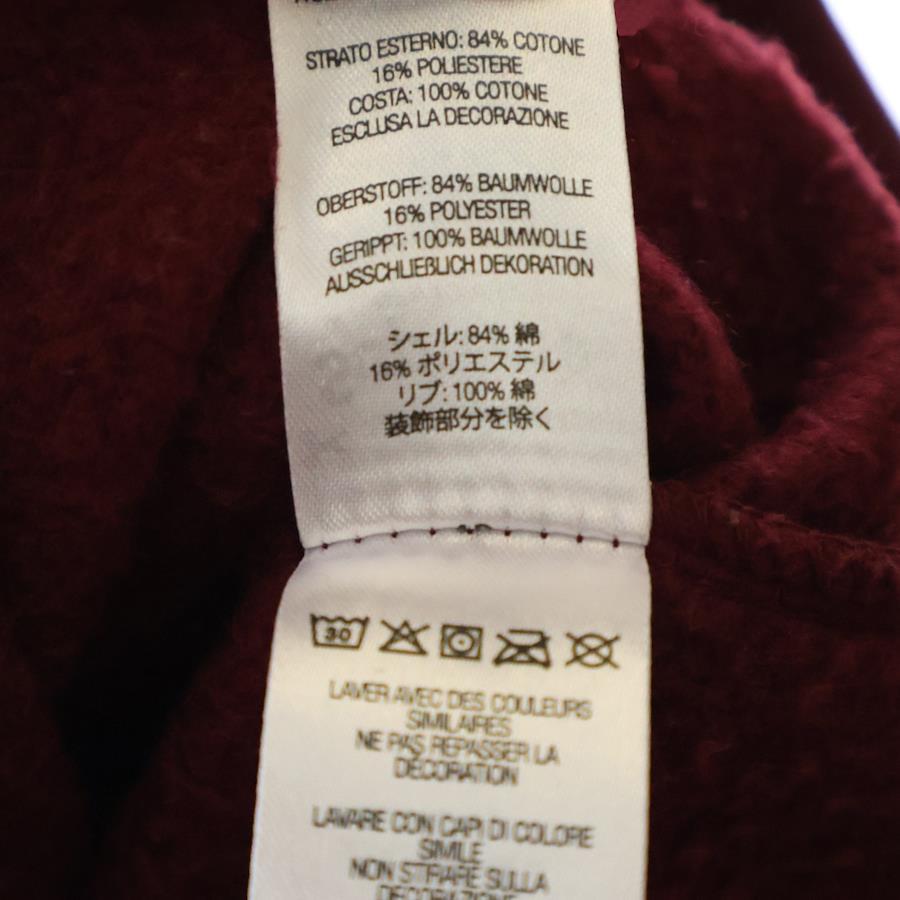 STRATO ESTERNO: 84% COTONE
16% POLIESTERE
COSTA: 100% COTONE
ESCLUSA LA DECORAZIONE
OBERSTOFF: 84% BAUMWOLLE
16% POLYESTER
GERIPPT: 100% BAUMWOLLE
AUSSCHLIEßLICH DEKORATION
シェル: 84% 綿
16% ポリエステル
リブ: 100% 綿
装飾部分を除く
30
LAVER AVEC DES COULEURS
SIMILAIRES
NE PAS REPASSER LA
DECORATION
LAVARE CON CAPI DI COLORE
SIMILE
NON STIRARE SULLA
DECORAZIONE